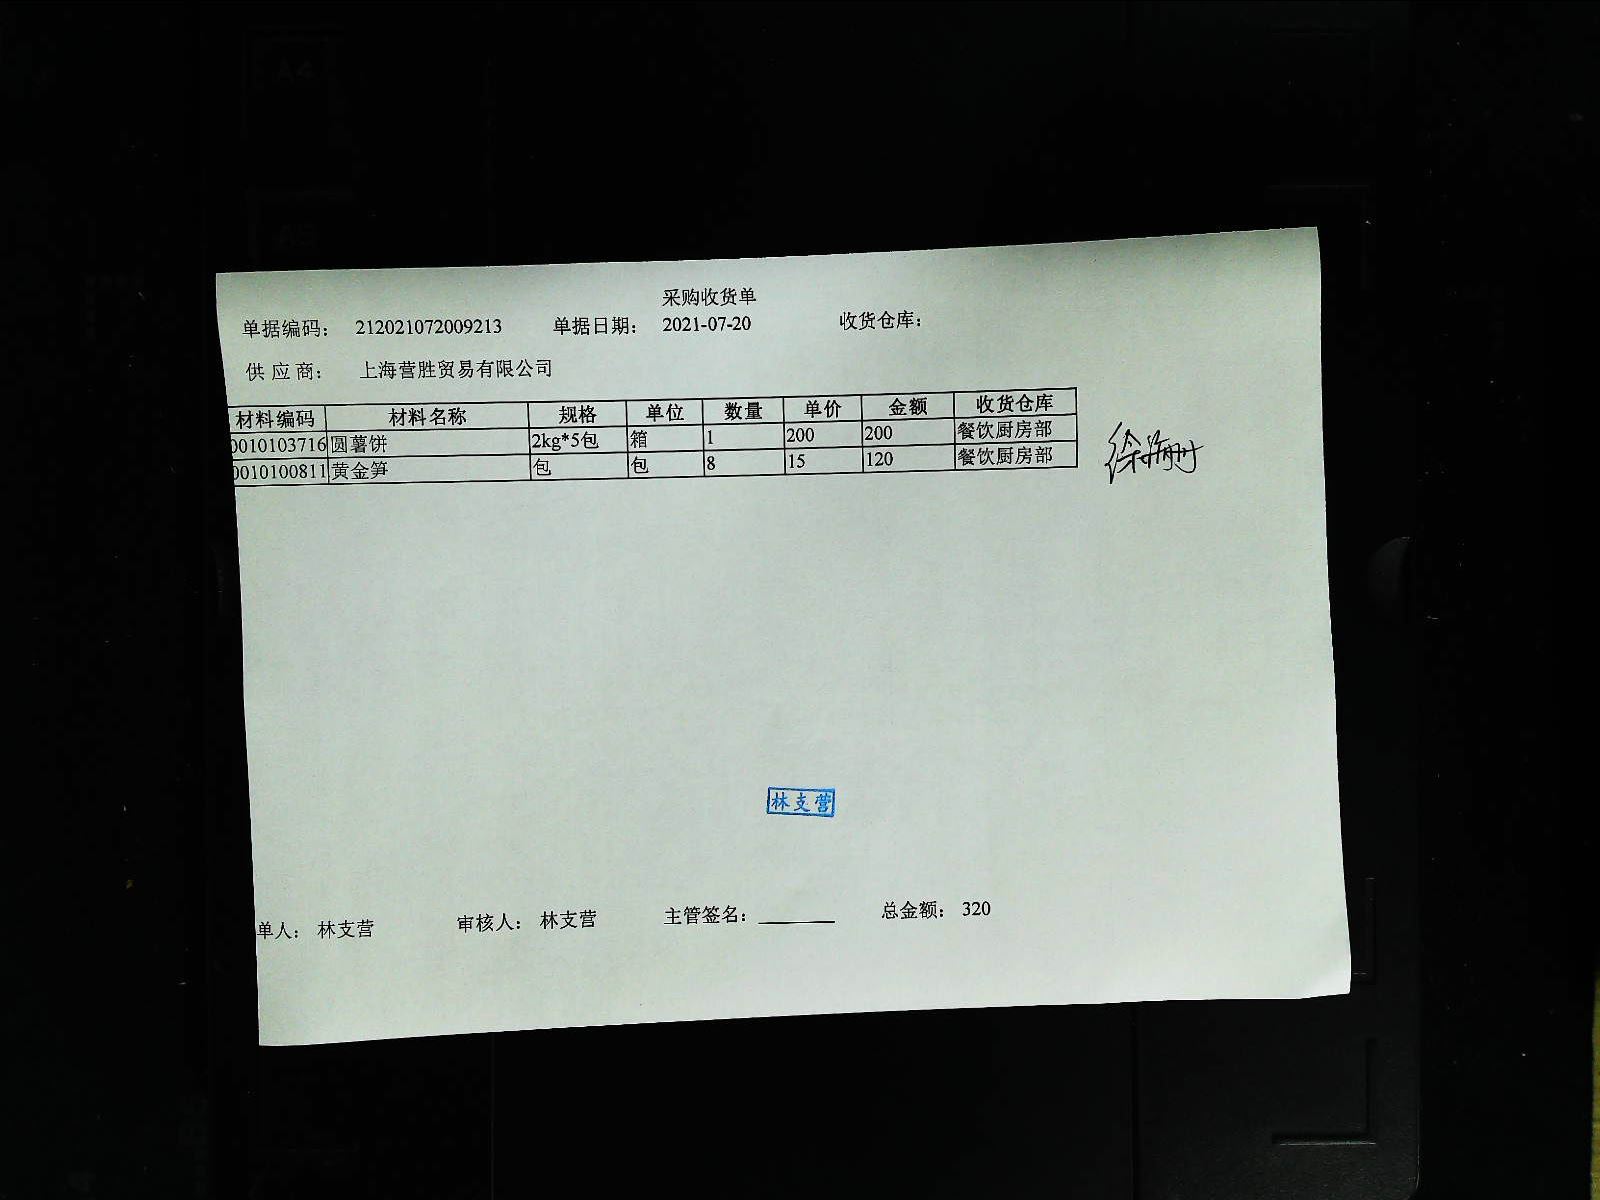 采购收货单
单据编码: 212021072009213 单据日期: 2021-07-20 收货仓库:
供应商: 上海营胜贸易有限公司
材料编码 材料名称 规格 单位 数量 单价 金额 收货仓库
0010103716 圆薯饼 2kg*5包 箱 1 200 200 餐饮厨房部
0010100811 黄金笋 包 包 8 15 120 餐饮厨房部
林支营
单人: 林支营 审核人: 林支营 主管签名: 总金额: 320